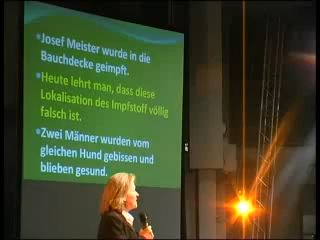 •Josef Meister wurde in die
Bauchdecke geimpft.
•Heute lehrt man, dass diese
Lokalisation des Impfstoff völlig
falsch ist.
•Zwei Männer wurden vom
gleichen Hund gebissen und
blieben gesund.